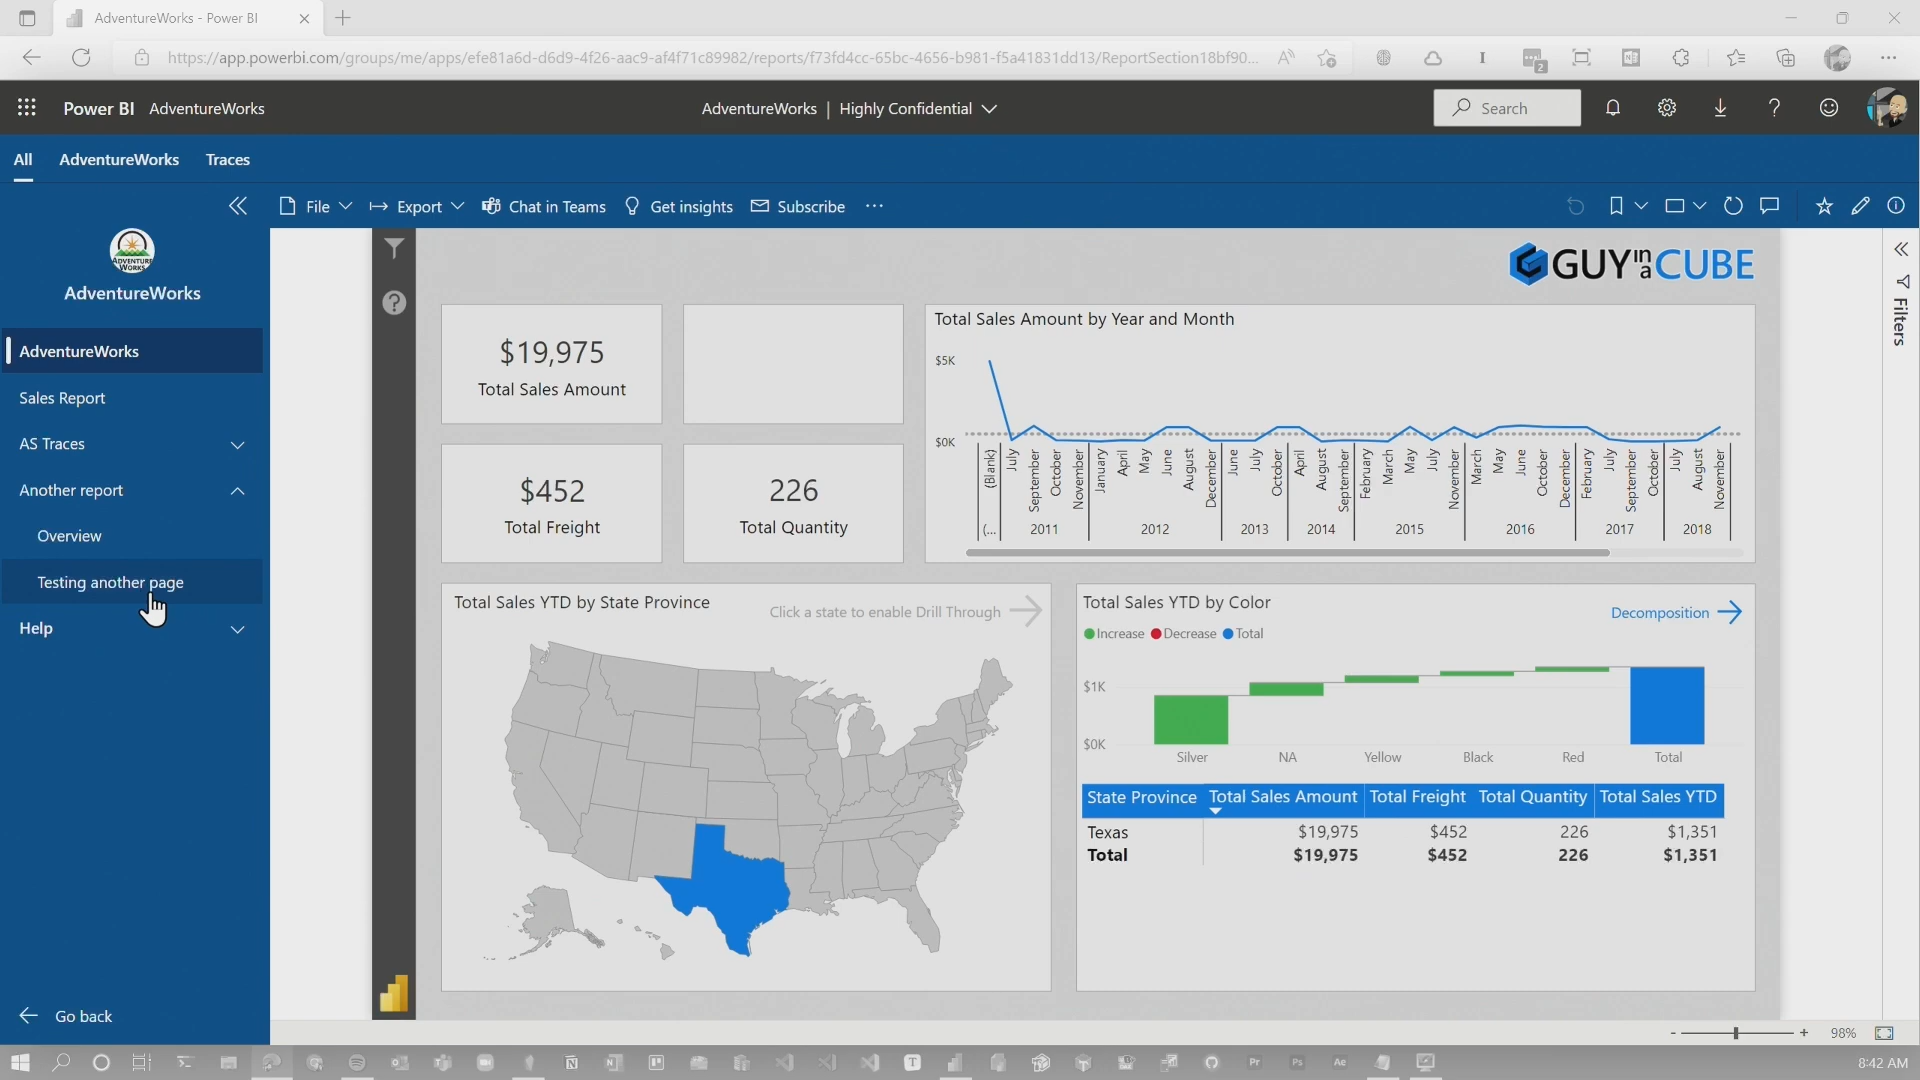 AdventureWorks - Power BI
https://app.powerbi.com/groups/me/apps/efe81a6d-d6d9-4f26-aac9-af4f71c89982/reports/f73fd4cc-65bc-4656-b981-f5a41831dd13/ReportSection18bf90...
2
Power BI AdventureWorks
AdventureWorks | Highly Confidential
Search
All AdventureWorks Traces
File Export Chat in Teams Get insights Subscribe ...
ADVENTURE WORKS
AdventureWorks
AdventureWorks
Sales Report
AS Traces
Another report
Overview
Testing another page
Help
Go back
GUY in a CUBE
Filters
$19,975
Total Sales Amount
$452
Total Freight
226
Total Quantity
Total Sales Amount by Year and Month
$5K
$0K
(Blank) July September October November January April May June August December June July October April August September February March May July November March May June October December February July September October July August November
(... 2011 2012 2013 2014 2015 2016 2017 2018
Total Sales YTD by State Province
Click a state to enable Drill Through
Total Sales YTD by Color
Decomposition
Increase Decrease Total
$1K
$0K
Silver NA Yellow Black Red Total
State Province Total Sales Amount Total Freight Total Quantity Total Sales YTD
Texas $19,975 $452 226 $1,351
Total $19,975 $452 226 $1,351
- + 98%
Pr Ps Ae
8:42 AM